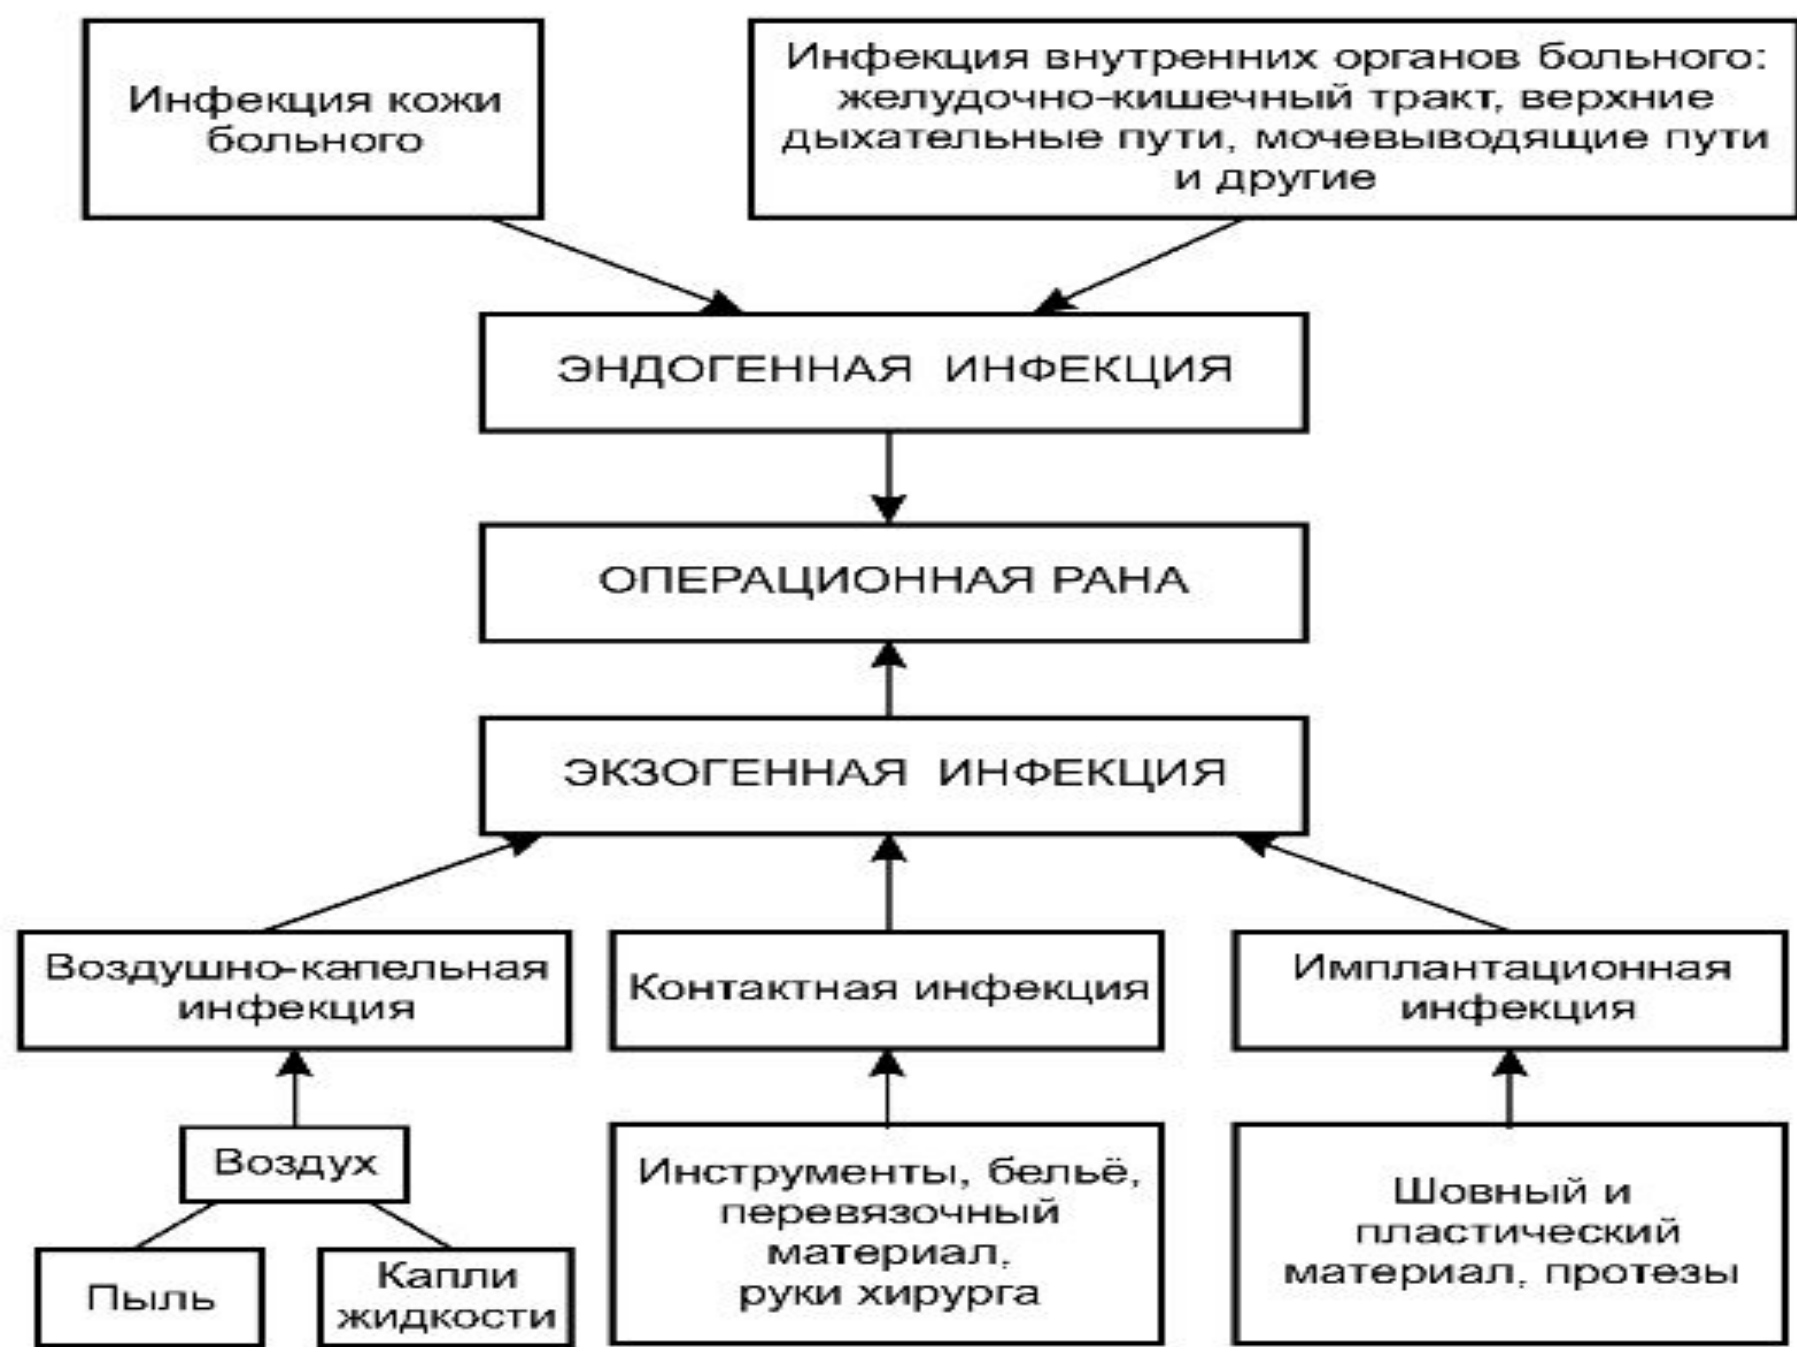 Инфекция кожи
больного
Инфекция внутренних органов больного:
желудочно-кишечный тракт, верхние
дыхательные пути, мочевыводящие пути
и другие
ЭНДОГЕННАЯ ИНФЕКЦИЯ
ОПЕРАЦИОННАЯ РАНА
ЭКЗОГЕННАЯ ИНФЕКЦИЯ
Воздушно-капельная
инфекция
Контактная инфекция
Имплантационная
инфекция
Воздух
Пыль
Капли
жидкости
Инструменты, бельё,
перевязочный
материал,
руки хирурга
Шовный и
пластический
материал, протезы